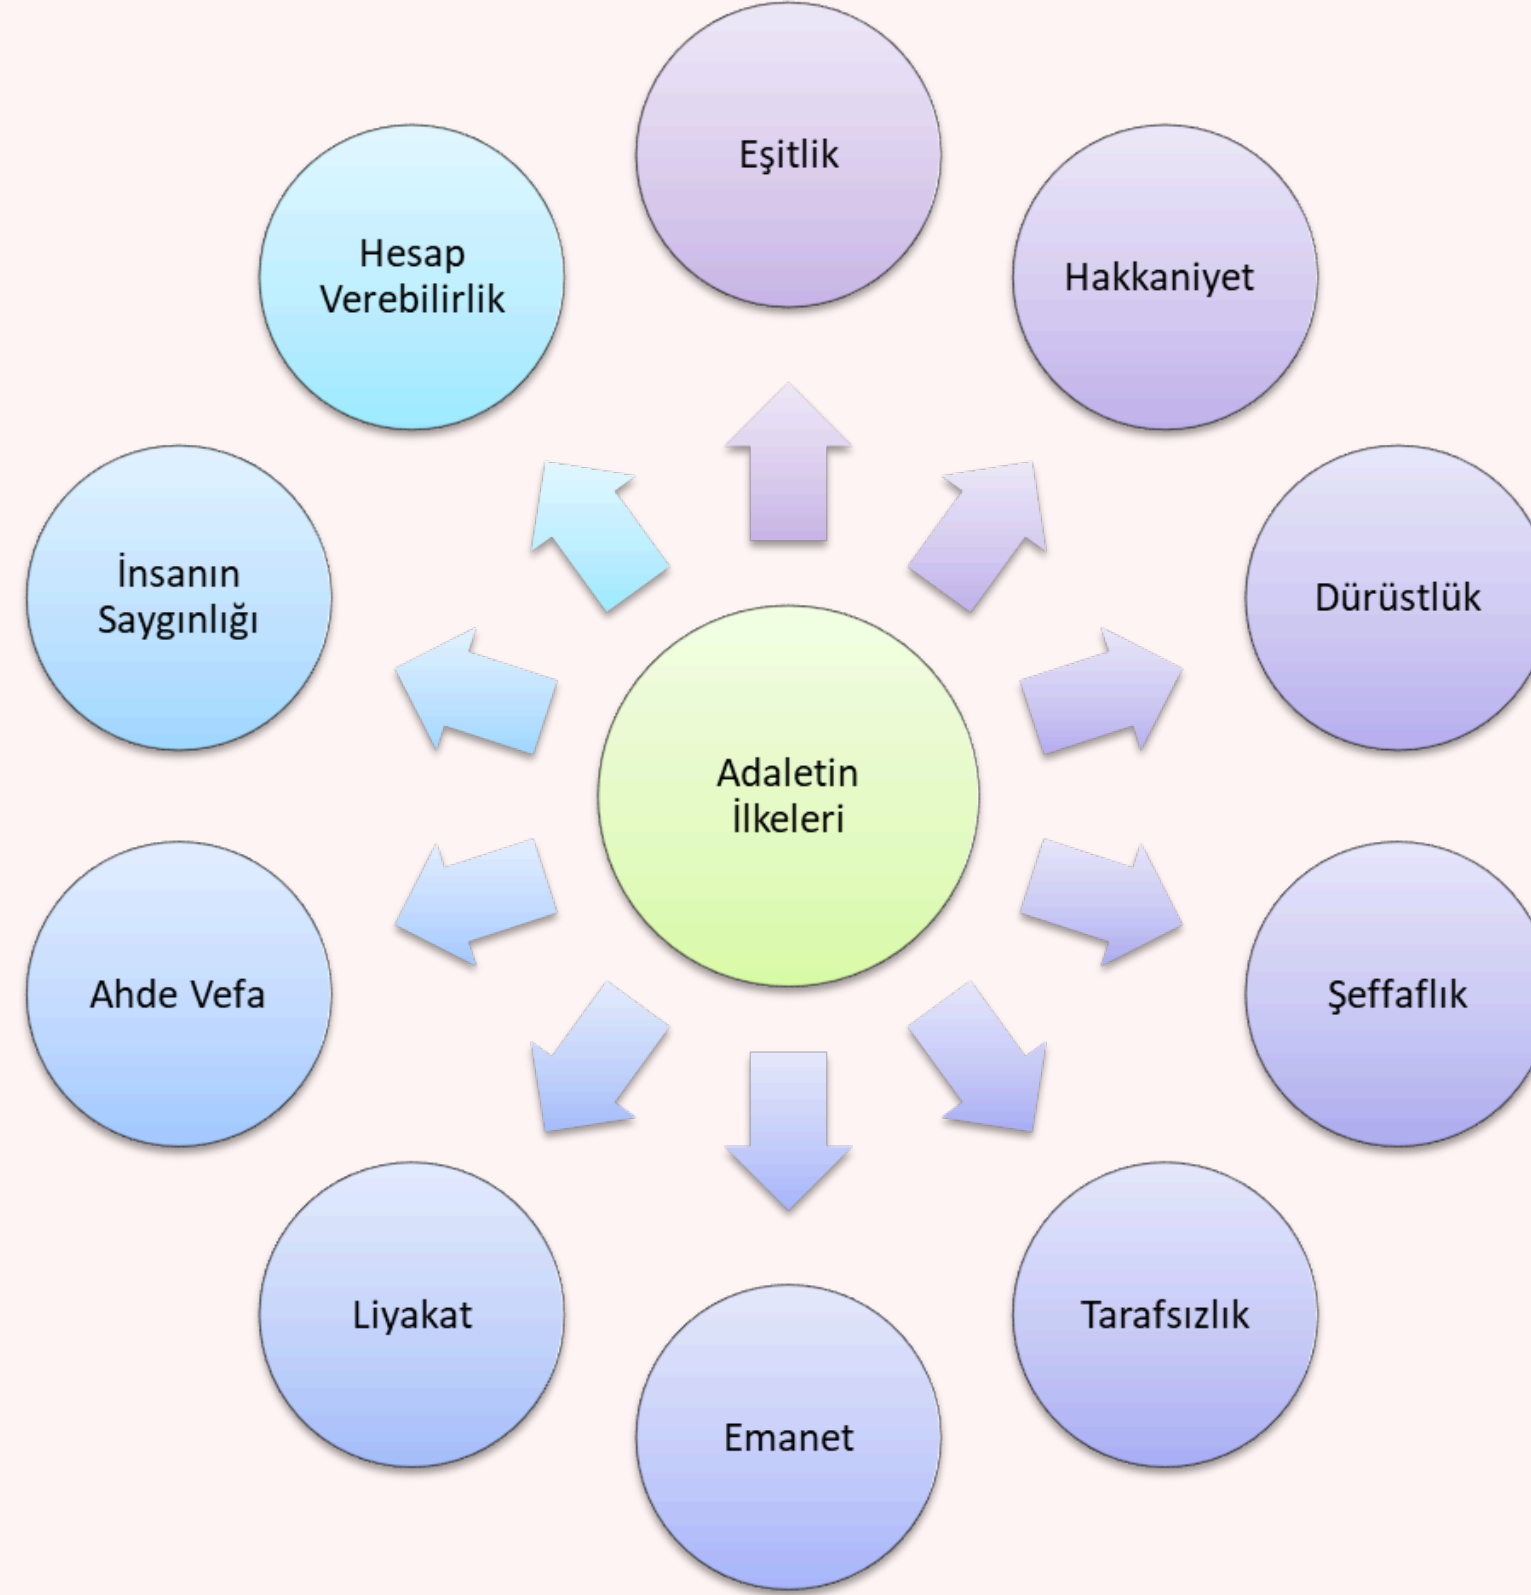 Eşitlik
Hakkaniyet
Dürüstlük
Şeffaflık
Tarafsızlık
Emanet
Liyakat
Ahde Vefa
İnsanın
Saygınlığı
Hesap
Verebilirlik
Adaletin
İlkeleri